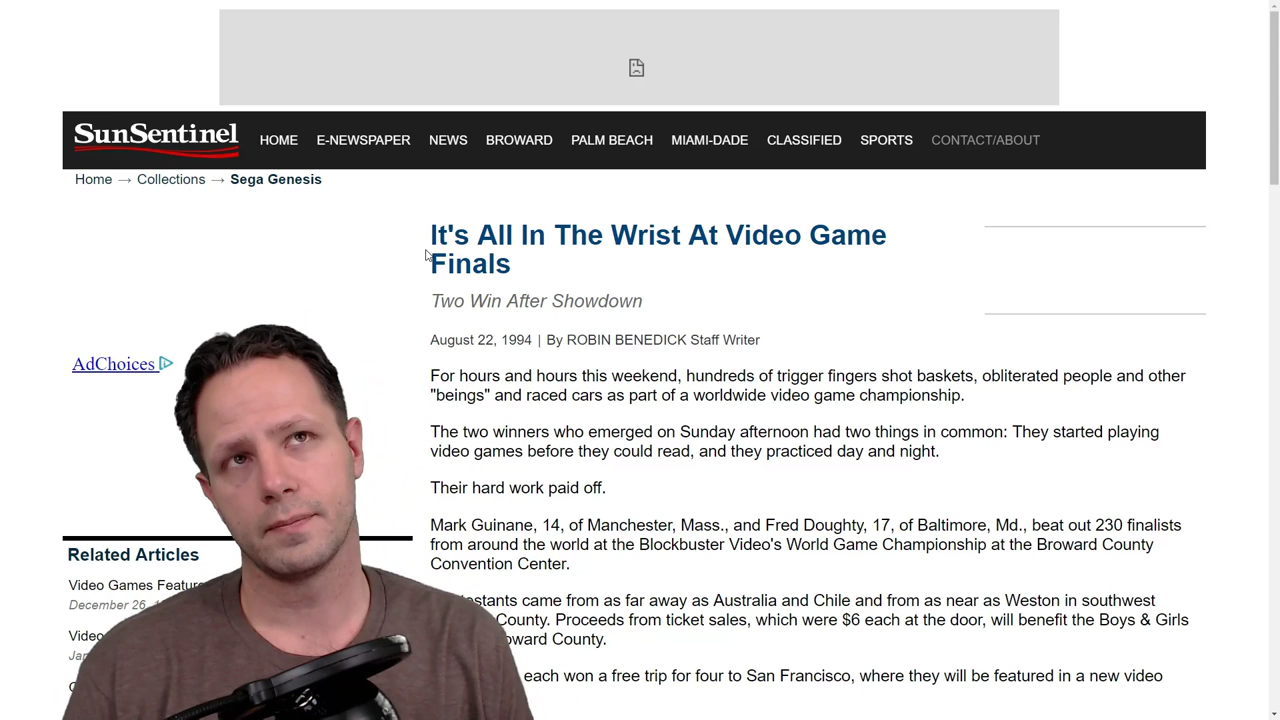 SunSentinel
HOME E-NEWSPAPER NEWS BROWARD PALM BEACH MIAMI-DADE CLASSIFIED SPORTS CONTACT/ABOUT
Home → Collections → Sega Genesis
It's All In The Wrist At Video Game
Finals
Two Win After Showdown
August 22, 1994 | By ROBIN BENEDICK Staff Writer
AdChoices
For hours and hours this weekend, hundreds of trigger fingers shot baskets, obliterated people and other
"beings" and raced cars as part of a worldwide video game championship.
The two winners who emerged on Sunday afternoon had two things in common: They started playing
video games before they could read, and they practiced day and night.
Their hard work paid off.
Mark Guinane, 14, of Manchester, Mass., and Fred Doughty, 17, of Baltimore, Md., beat out 230 finalists
from around the world at the Blockbuster Video's World Game Championship at the Broward County
Convention Center.
came from as far away as Australia and Chile and from as near as Weston in southwest
County. Proceeds from ticket sales, which were $6 each at the door, will benefit the Boys & Girls
County.
each won a free trip for four to San Francisco, where they will be featured in a new video
Related Articles
Video Games
December 26,
Video